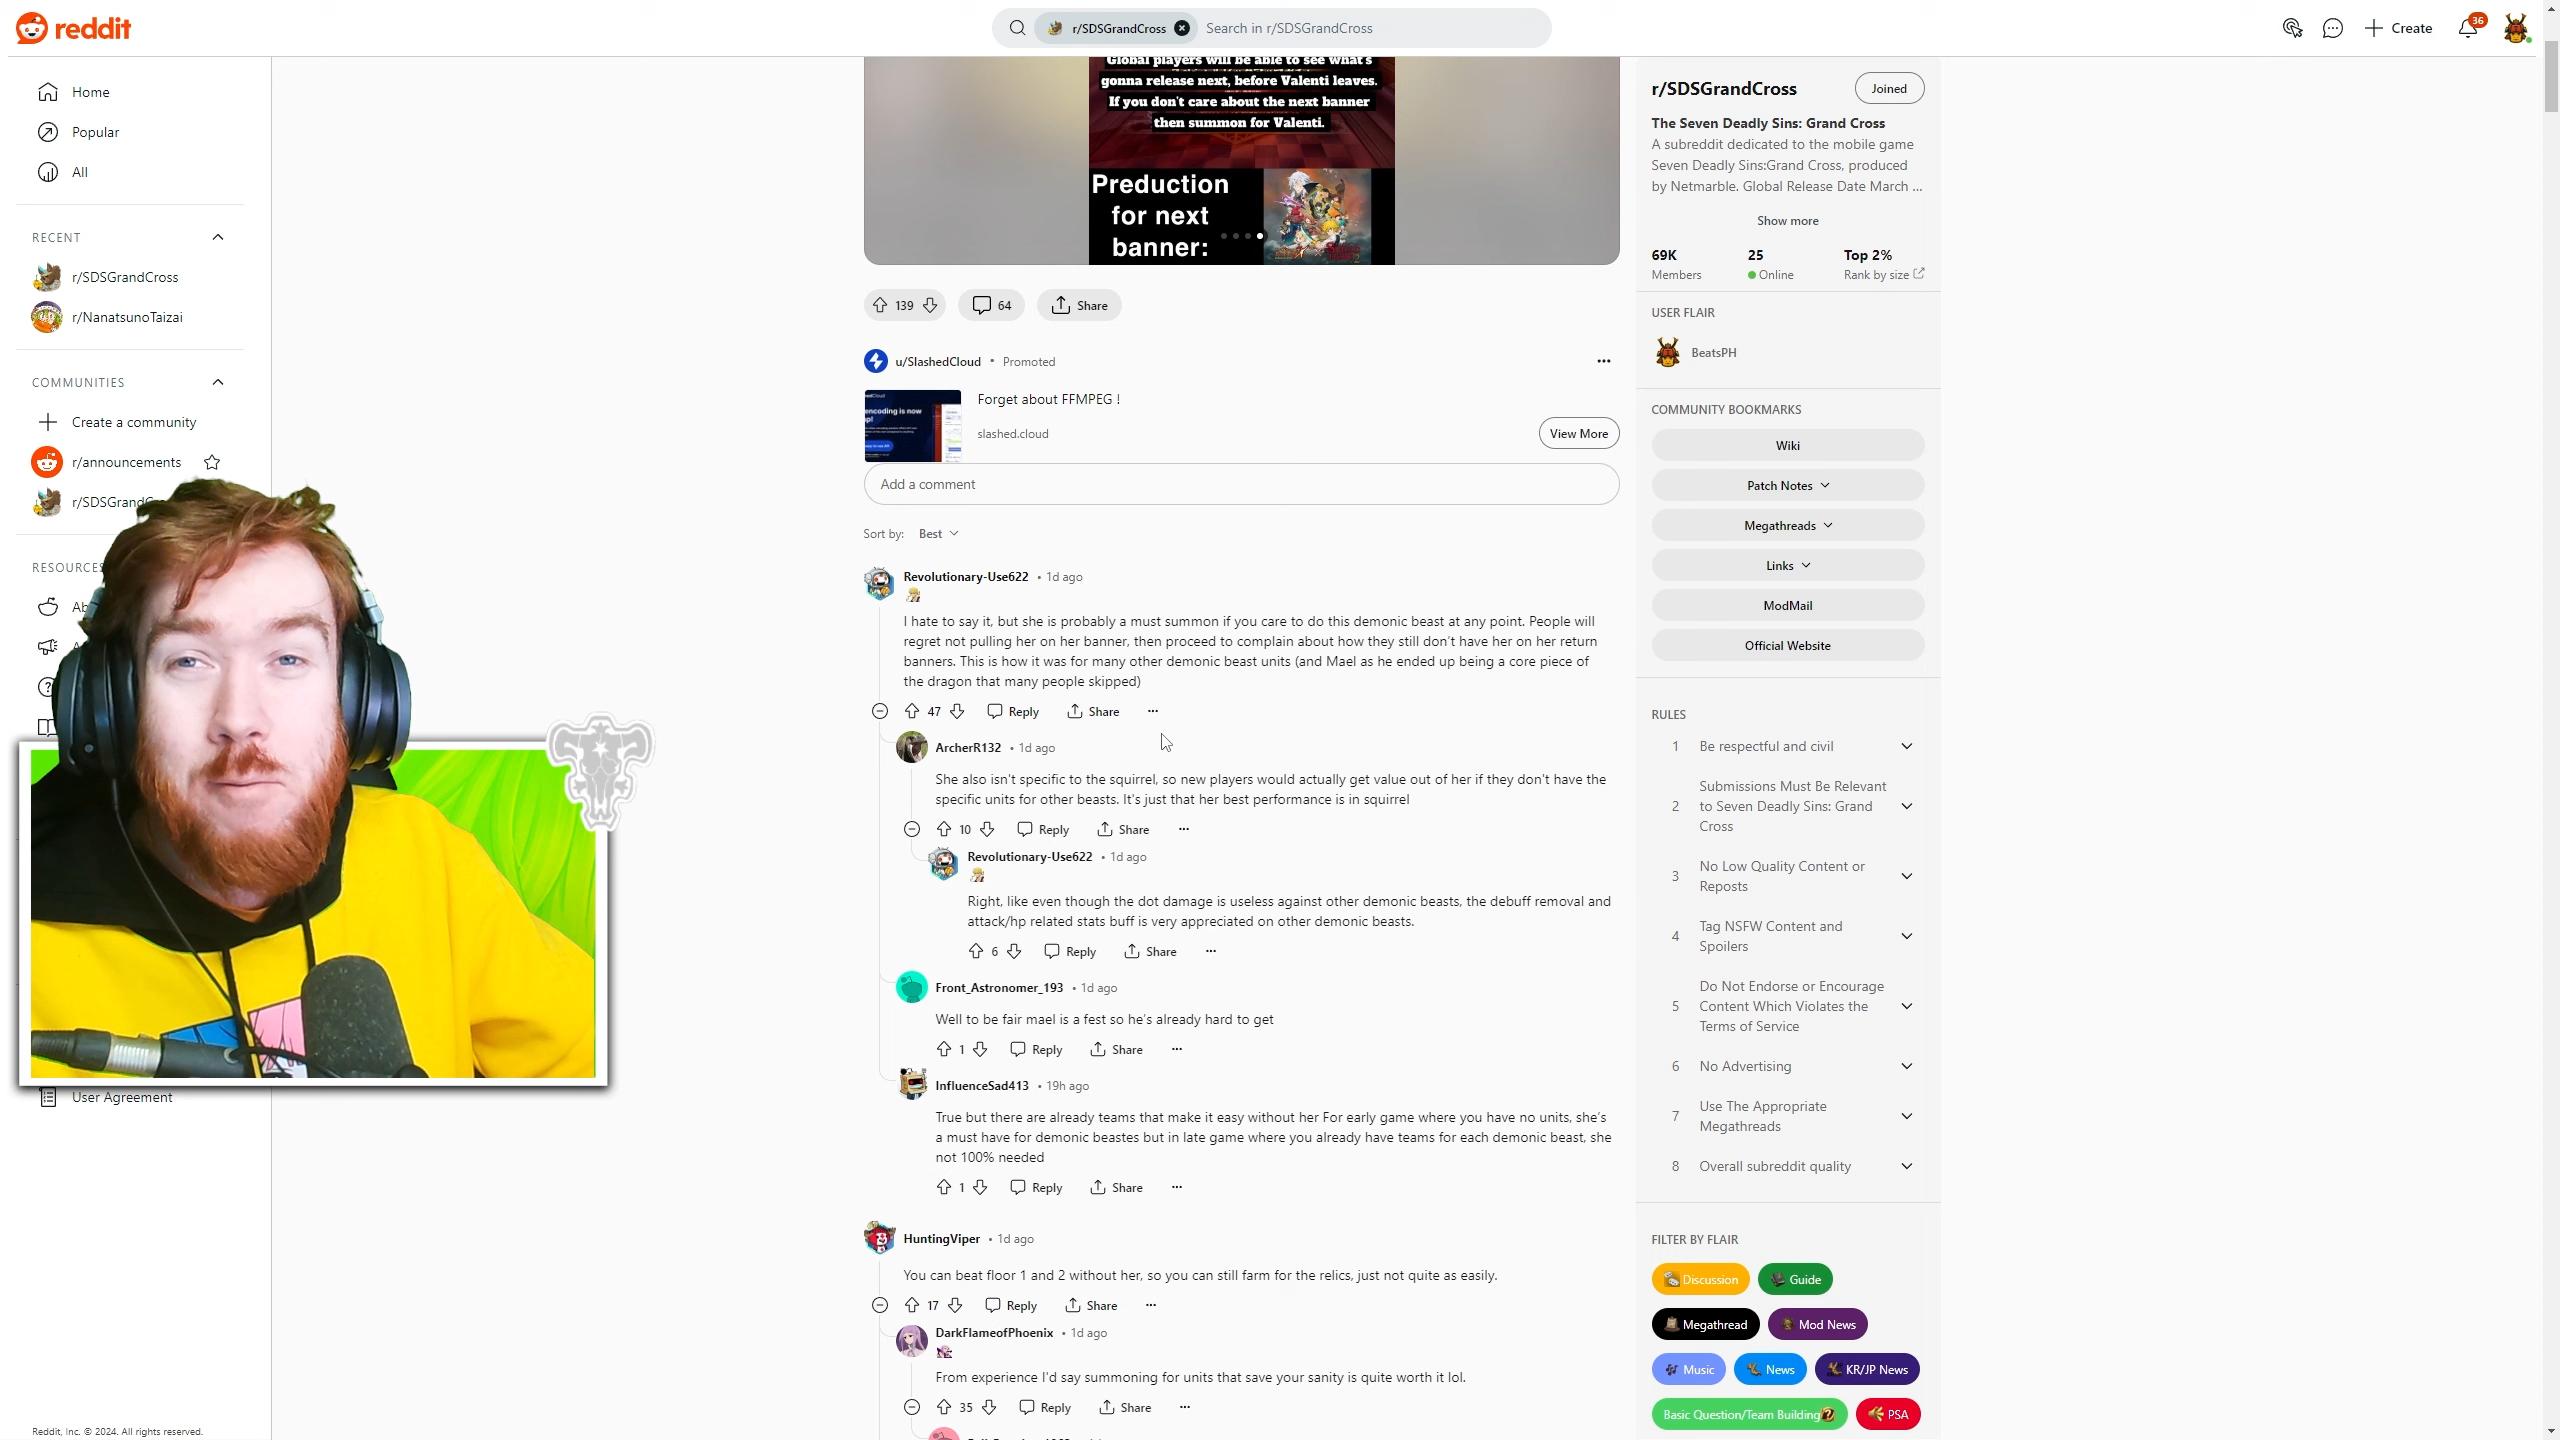 reddit
r/SDSGrandCross
Search in r/SDSGrandCross
Create
36
Home
Popular
All
RECENT
r/SDSGrandCross
r/NanatsunoTaizai
COMMUNITIES
Create a community
r/announcements
r/SDSGrandCross
RESOURCES
User Agreement
Reddit, Inc. © 2024. All rights reserved.
Global players will be able to see what's
gonna release next, before Valenti leaves.
If you don't care about the next banner
then summon for Valenti.
Preduction
for next
banner:
139
64
Share
u/SlashedCloud • Promoted
Forget about FFMPEG !
slashed.cloud
View More
Add a comment
Sort by: Best
Revolutionary-Use622 • 1d ago
I hate to say it, but she is probably a must summon if you care to do this demonic beast at any point. People will
regret not pulling her on her banner, then proceed to complain about how they still don't have her on her return
banners. This is how it was for many other demonic beast units (and Mael as he ended up being a core piece of
the dragon that many people skipped)
47 Reply Share
ArcherR132 • 1d ago
She also isn't specific to the squirrel, so new players would actually get value out of her if they don't have the
specific units for other beasts. It's just that her best performance is in squirrel
10 Reply Share
Revolutionary-Use622 • 1d ago
Right, like even though the dot damage is useless against other demonic beasts, the debuff removal and
attack/hp related stats buff is very appreciated on other demonic beasts.
6 Reply Share
Front_Astronomer_193 • 1d ago
Well to be fair mael is a fest so he's already hard to get
1 Reply Share
InfluenceSad413 • 19h ago
True but there are already teams that make it easy without her For early game where you have no units, she's
a must have for demonic beastes but in late game where you already have teams for each demonic beast, she
not 100% needed
1 Reply Share
HuntingViper • 1d ago
You can beat floor 1 and 2 without her, so you can still farm for the relics, just not quite as easily.
17 Reply Share
DarkFlameofPhoenix • 1d ago
From experience I'd say summoning for units that save your sanity is quite worth it lol.
35 Reply Share
r/SDSGrandCross
Joined
The Seven Deadly Sins: Grand Cross
A subreddit dedicated to the mobile game
Seven Deadly Sins:Grand Cross, produced
by Netmarble. Global Release Date March ...
Show more
69K 25 Top 2%
Members Online Rank by size
USER FLAIR
BeatsPH
COMMUNITY BOOKMARKS
Wiki
Patch Notes
Megathreads
Links
ModMail
Official Website
RULES
1 Be respectful and civil
2 Submissions Must Be Relevant
to Seven Deadly Sins: Grand
Cross
3 No Low Quality Content or
Reposts
4 Tag NSFW Content and
Spoilers
5 Do Not Endorse or Encourage
Content Which Violates the
Terms of Service
6 No Advertising
7 Use The Appropriate
Megathreads
8 Overall subreddit quality
FILTER BY FLAIR
Discussion Guide
Megathread Mod News
Music News KR/JP News
Basic Question/Team Building PSA